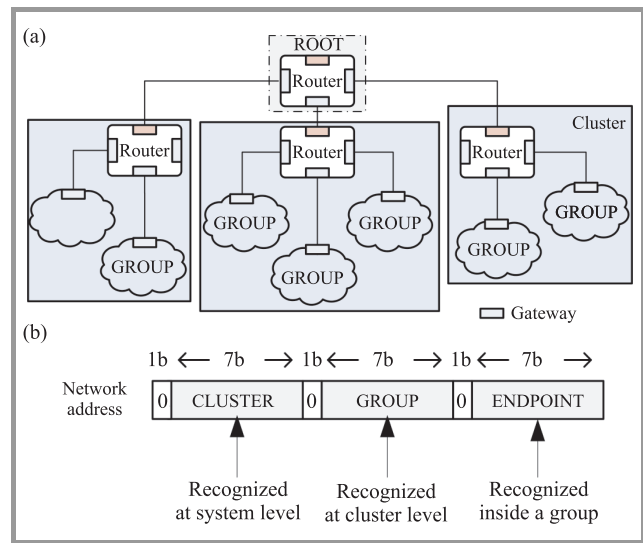 (a)
ROOT
Router
Cluster
Router
Router
Router
GROUP
GROUP
GROUP
GROUP
GROUP
GROUP
Gateway
(b)
1b 7b 1b 7b 1b 7b
Network
address
0 CLUSTER 0 GROUP 0 ENDPOINT
Recognized
at system level
Recognized
at cluster level
Recognized
inside a group